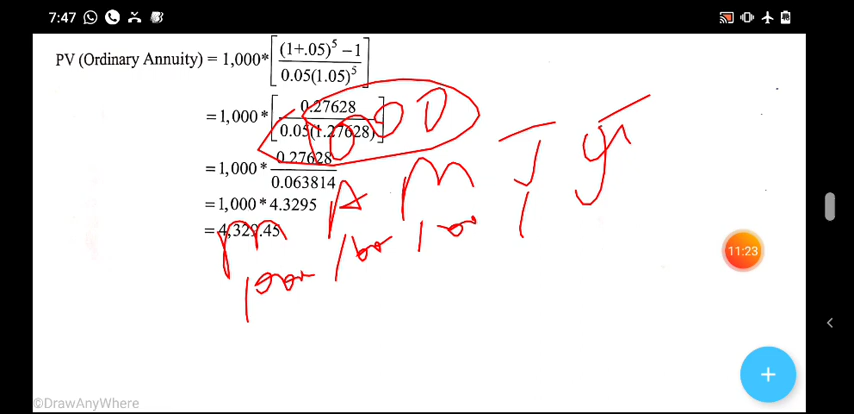 7:47
PV (Ordinary Annuity) = 1,000*[(1+.05)⁵ –1 / 0.05(1.05)⁵]
= 1,000 *[0.27628 / 0.05(1.27628)]
= 1,000 * 0.27628 / 0.063814
= 1,000 * 4.3295
= 4,329.45
A M J
11:23
+
©DrawAnyWhere